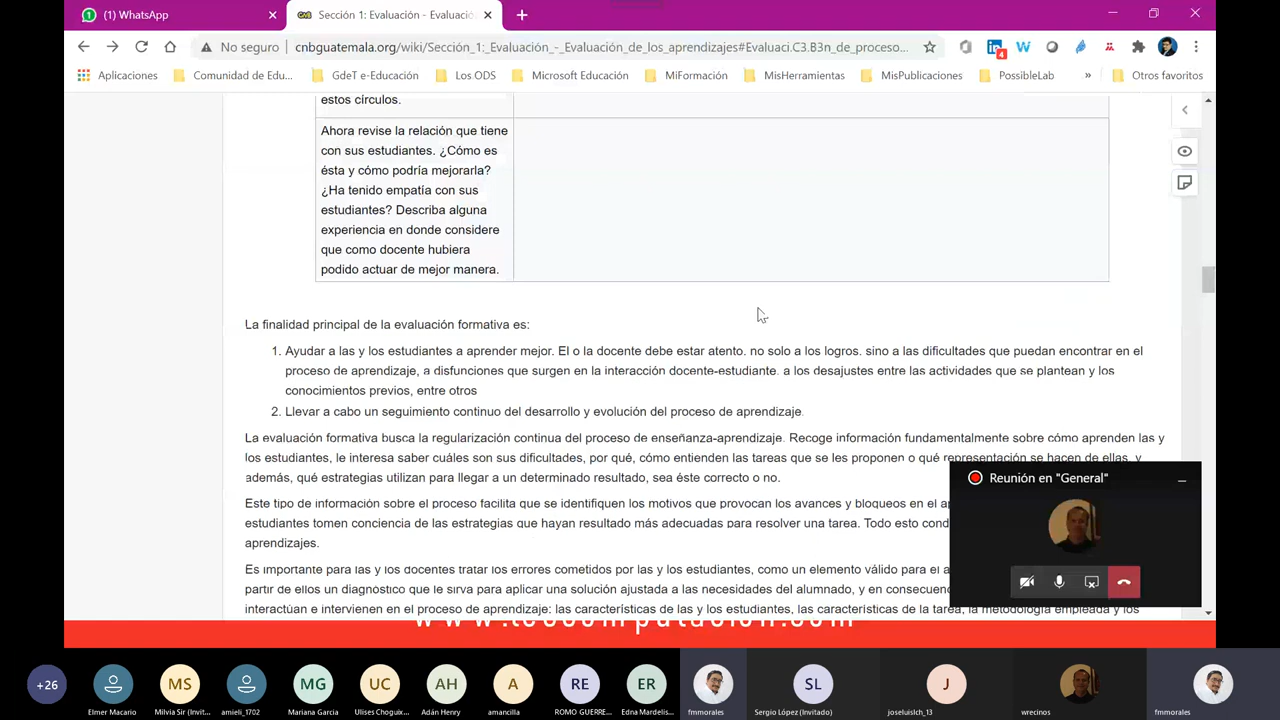 (1) WhatsApp
Sección 1: Evaluación - Evaluació
No seguro
cnbguatemala.org/wiki/Sección_1:_Evaluación_-_Evaluación_de_los_aprendizajes#Evaluaci.C3.B3n_de_proceso...
4
Aplicaciones
Comunidad de Edu...
GdeT e-Educación
Los ODS
Microsoft Educación
MiFormación
MisHerramientas
MisPublicaciones
PossibleLab
»
Otros favoritos
estos círculos.
Ahora revise la relación que tiene
con sus estudiantes. ¿Cómo es
ésta y cómo podría mejorarla?
¿Ha tenido empatía con sus
estudiantes? Describa alguna
experiencia en donde considere
que como docente hubiera
podido actuar de mejor manera.
La finalidad principal de la evaluación formativa es:
1. Ayudar a las y los estudiantes a aprender mejor. El o la docente debe estar atento. no solo a los logros. sino a las dificultades que puedan encontrar en el
proceso de aprendizaje, a disfunciones que surgen en la interacción docente-estudiante. a los desajustes entre las actividades que se plantean y los
conocimientos previos, entre otros
2. Llevar a cabo un seguimiento continuo del desarrollo y evolución del proceso de aprendizaje.
La evaluación formativa busca la regularización continua del proceso de enseñanza-aprendizaje. Recoge información fundamentalmente sobre cómo aprenden las y
los estudiantes, le interesa saber cuáles son sus dificultades, por qué, cómo entienden las tareas que se les proponen o qué representación se hacen de ellas, y
además, qué estrategias utilizan para llegar a un determinado resultado, sea éste correcto o no.
Este tipo de información sobre el proceso facilita que se identifiquen los motivos que provocan los avances y bloqueos en el a
estudiantes tomen conciencia de las estrategias que hayan resultado más adecuadas para resolver una tarea. Todo esto cond
aprendizajes.
Es importante para las y los docentes tratar los errores cometidos por las y los estudiantes, como un elemento válido para el a
partir de ellos un diagnostico que le sirva para aplicar una solución ajustada a las necesidades del alumnado, y en consecuenc
interactúan e intervienen en el proceso de aprendizaje: las características de las y los estudiantes, las características de la tarea, la metodología empleada y los
Reunión en "General"
+26
MS
MG
UC
AH
A
RE
ER
SL
J
Elmer Macario
Milvia Sir (Invit...
amieli_1702
Mariana Garcia
Ulises Choguix...
Adán Henry
amancilla
ROMO GUERRE...
Edna Mardelis...
fmmorales
Sergio López (Invitado)
joseluislch_13
wrecinos
fmmorales